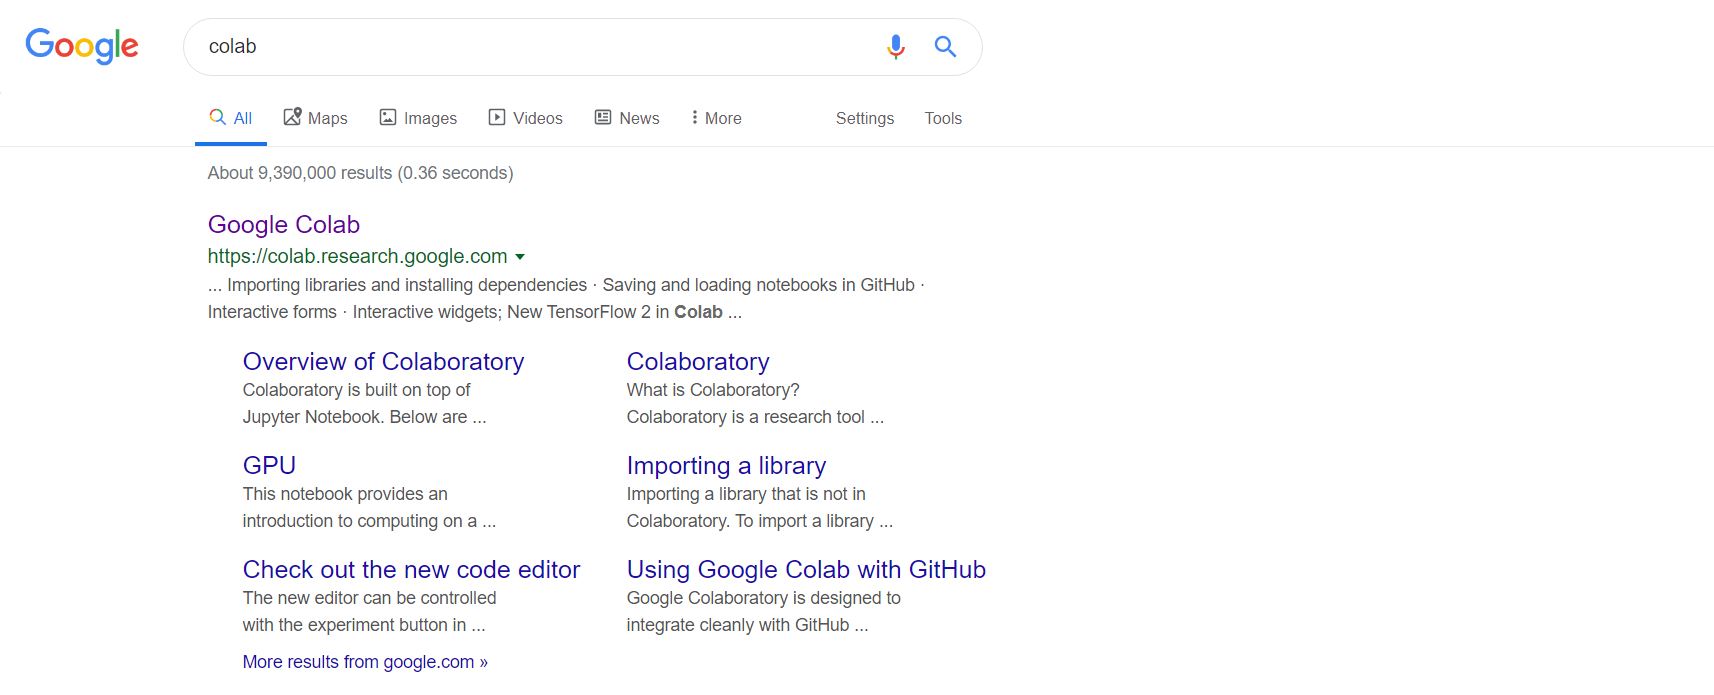 Google
colab
All Maps Images Videos News More Settings Tools
About 9,390,000 results (0.36 seconds)
Google Colab
https://colab.research.google.com
... Importing libraries and installing dependencies · Saving and loading notebooks in GitHub ·
Interactive forms · Interactive widgets; New TensorFlow 2 in Colab ...
Overview of Colaboratory
Colaboratory is built on top of
Jupyter Notebook. Below are ...
Colaboratory
What is Colaboratory?
Colaboratory is a research tool ...
GPU
This notebook provides an
introduction to computing on a ...
Importing a library
Importing a library that is not in
Colaboratory. To import a library ...
Check out the new code editor
The new editor can be controlled
with the experiment button in ...
Using Google Colab with GitHub
Google Colaboratory is designed to
integrate cleanly with GitHub ...
More results from google.com »